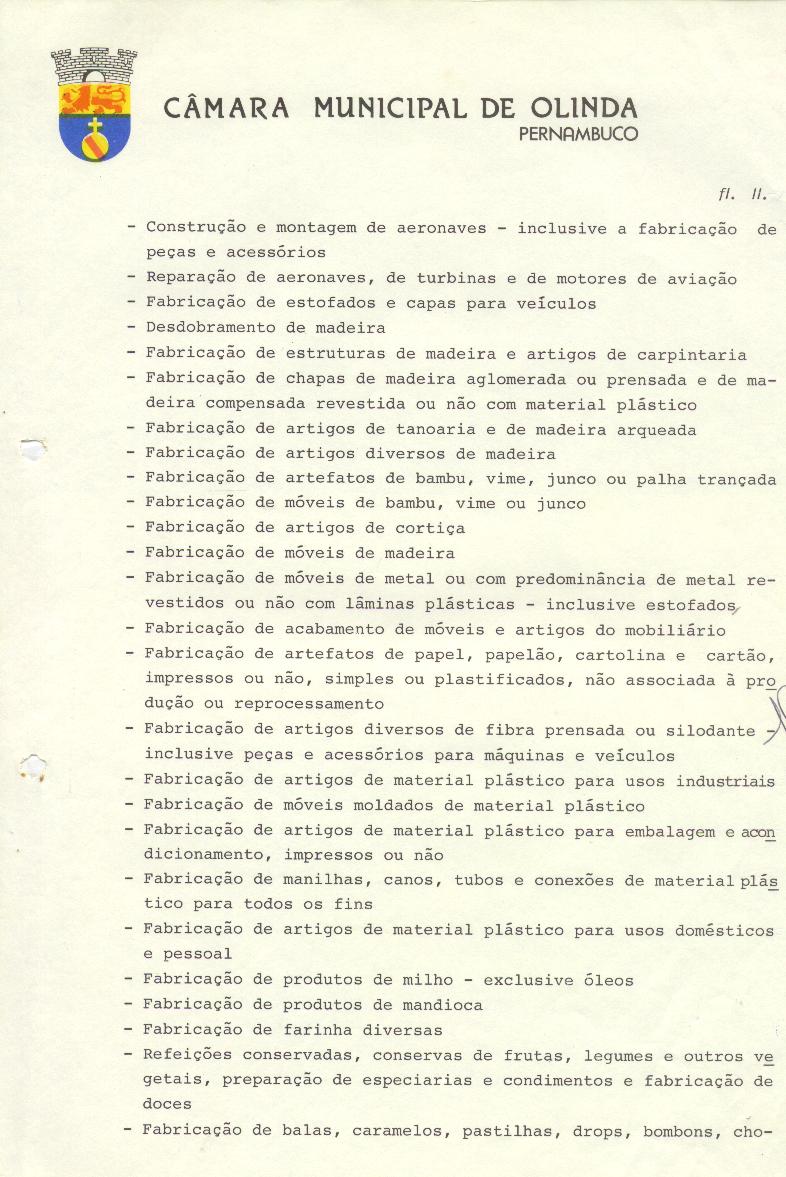 CÂMARA MUNICIPAL DE OLINDA
PERNAMBUCO
fl. 11.
- Construção e montagem de aeronaves - inclusive a fabricação de
peças e acessórios
- Reparação de aeronaves, de turbinas e de motores de aviação
- Fabricação de estofados e capas para veículos
- Desdobramento de madeira
- Fabricação de estruturas de madeira e artigos de carpintaria
- Fabricação de chapas de madeira aglomerada ou prensada e de ma-
deira compensada revestida ou não com material plástico
- Fabricação de artigos de tanoaria e de madeira arqueada
- Fabricação de artigos diversos de madeira
- Fabricação de artefatos de bambu, vime, junco ou palha trançada
- Fabricação de móveis de bambu, vime ou junco
- Fabricação de artigos de cortiça
- Fabricação de móveis de madeira
- Fabricação de móveis de metal ou com predominância de metal re-
vestidos ou não com lâminas plásticas - inclusive estofados
- Fabricação de acabamento de móveis e artigos do mobiliário
- Fabricação de artefatos de papel, papelão, cartolina e cartão,
impressos ou não, simples ou plastificados, não associada à pro
dução ou reprocessamento
- Fabricação de artigos diversos de fibra prensada ou silodante -
inclusive peças e acessórios para máquinas e veículos
- Fabricação de artigos de material plástico para usos industriais
- Fabricação de móveis moldados de material plástico
- Fabricação de artigos de material plástico para embalagem e acon
dicionamento, impressos ou não
- Fabricação de manilhas, canos, tubos e conexões de material plás
tico para todos os fins
- Fabricação de artigos de material plástico para usos domésticos
e pessoal
- Fabricação de produtos de milho - exclusive óleos
- Fabricação de produtos de mandioca
- Fabricação de farinha diversas
- Refeições conservadas, conservas de frutas, legumes e outros ve
getais, preparação de especiarias e condimentos e fabricação de
doces
- Fabricação de balas, caramelos, pastilhas, drops, bombons, cho-